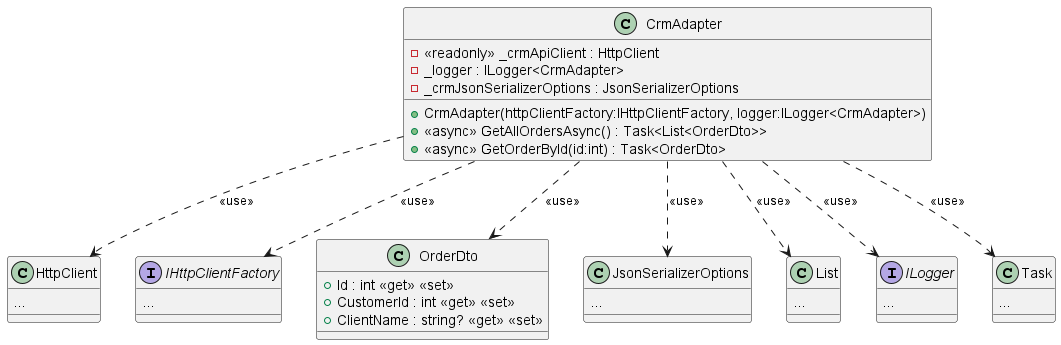 C CrmAdapter
«readonly» _crmApiClient : HttpClient
_logger : ILogger<CrmAdapter>
_crmJsonSerializerOptions : JsonSerializerOptions
CrmAdapter(httpClientFactory:IHttpClientFactory, logger:ILogger<CrmAdapter>)
«async» GetAllOrdersAsync() : Task<List<OrderDto>>
«async» GetOrderById(id:int) : Task<OrderDto>
«use» «use» «use» «use» «use» «use» «use»
C HttpClient
...
I IHttpClientFactory
...
C OrderDto
Id : int «get» «set»
CustomerId : int «get» «set»
ClientName : string? «get» «set»
C JsonSerializerOptions
...
C List
...
I ILogger
...
C Task
...